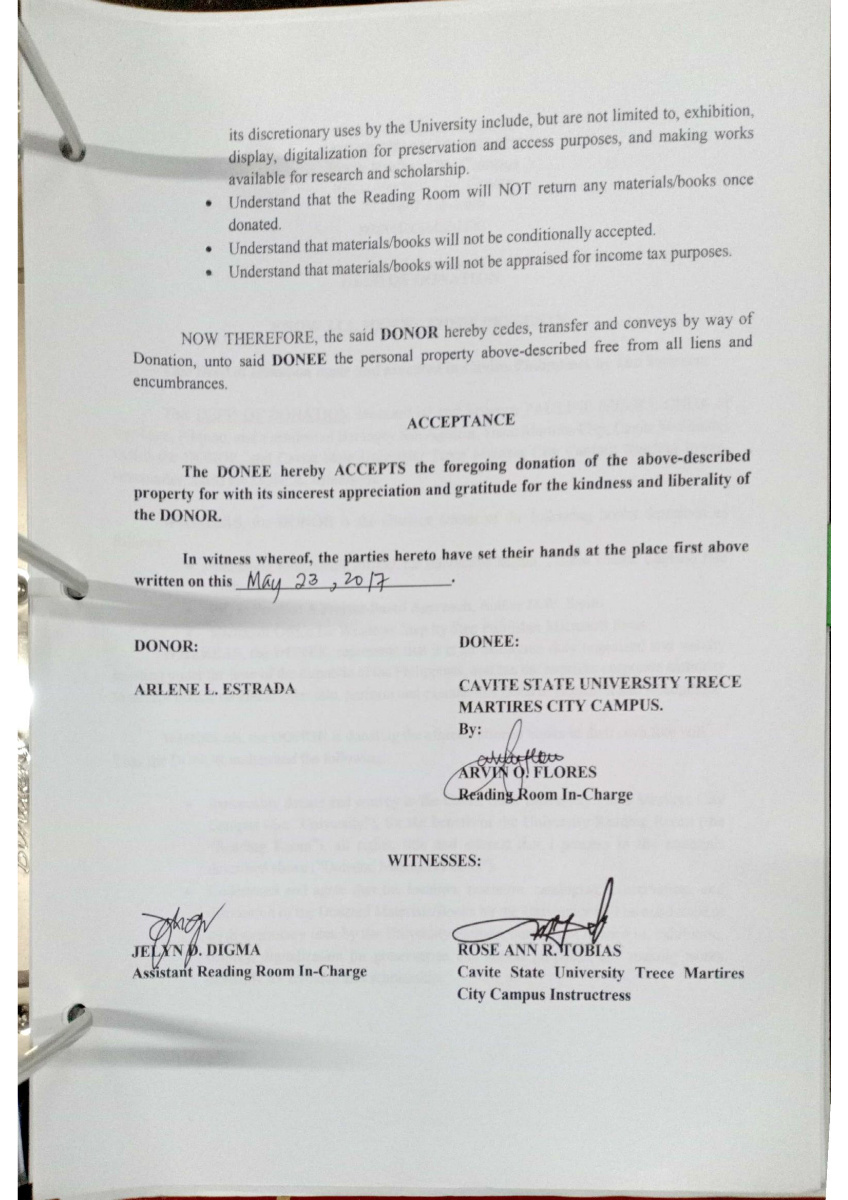 its discretionary uses by the University include, but are not limited to, exhibition,
display, digitalization for preservation and access purposes, and making works
available for research and scholarship.
• Understand that the Reading Room will NOT return any materials/books once
donated.
• Understand that materials/books will not be conditionally accepted.
• Understand that materials/books will not be appraised for income tax purposes.
NOW THEREFORE, the said DONOR hereby cedes, transfer and conveys by way of
Donation, unto said DONEE the personal property above-described free from all liens and
encumbrances.
ACCEPTANCE
The DONEE hereby ACCEPTS the foregoing donation of the above-described
property for with its sincerest appreciation and gratitude for the kindness and liberality of
the DONOR.
In witness whereof, the parties hereto have set their hands at the place first above
written on this May 23, 2017.
DONOR:
ARLENE L. ESTRADA
DONEE:
CAVITE STATE UNIVERSITY TRECE
MARTIRES CITY CAMPUS.
By:
ARVIN O. FLORES
Reading Room In-Charge
WITNESSES:
JELYN D. DIGMA
Assistant Reading Room In-Charge
ROSE ANN R. TOBIAS
Cavite State University Trece Martires
City Campus Instructress